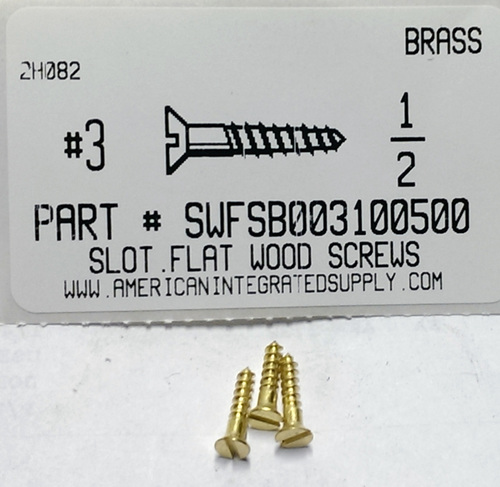 BRASS
2H082
#3
1
2
PART # SWFSB003100500
SLOT.FLAT WOOD SCREWS
WWW.AMERICANINTEGRATEDSUPPLY.COM